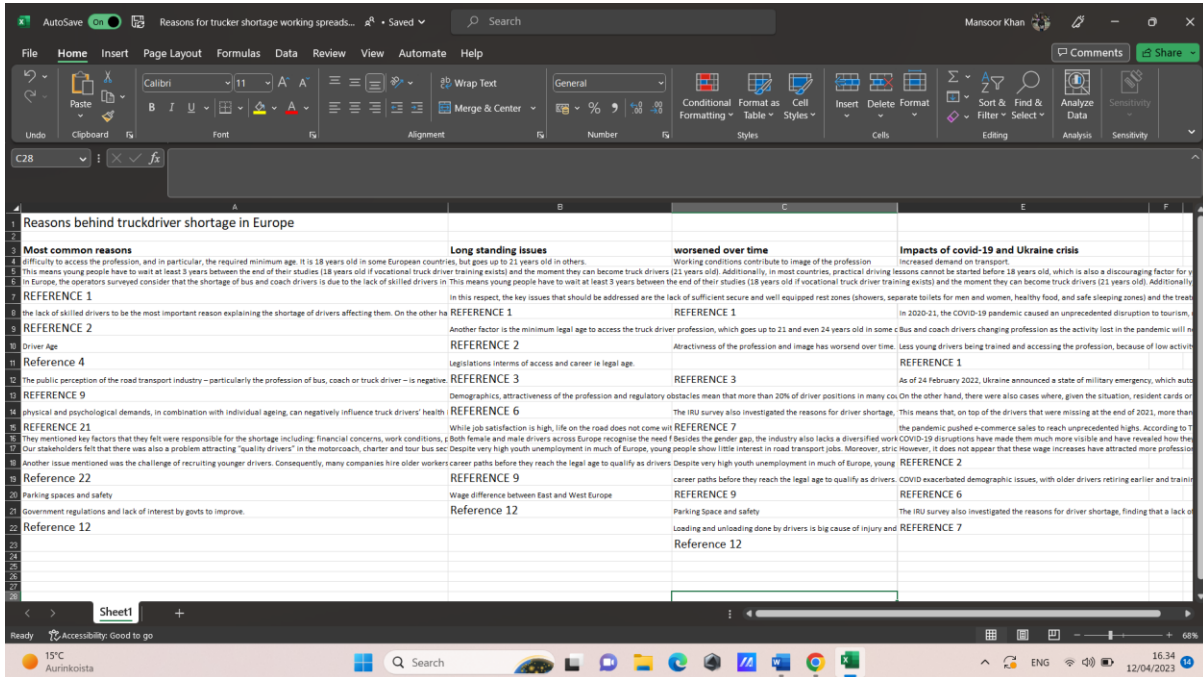 AutoSave On Reasons for trucker shortage working spreads... • Saved Search Mansoor Khan
File Home Insert Page Layout Formulas Data Review View Automate Help Comments Share
Calibri 11 A A Wrap Text General
Paste B I U A Merge & Center % Conditional Formatting Format as Table Cell Styles Insert Delete Format Sort & Filter Find & Select Analyze Data Sensitivity
Undo Clipboard Font Alignment Number Styles Cells Editing Analysis Sensitivity
C28 fx
A B C E F
1 Reasons behind truckdriver shortage in Europe
2
3 Most common reasons Long standing issues worsened over time Impacts of covid-19 and Ukraine crisis
4 difficulty to access the profession, and in particular, the required minimum age. It is 18 years old in some European countries, but goes up to 21 years old in others. Working conditions contribute to image of the profession Increased demand on transport.
5 This means young people have to wait at least 3 years between the end of their studies (18 years old if vocational truck driver training exists) and the moment they can become truck drivers (21 years old). Additionally, in most countries, practical driving lessons cannot be started before 18 years old, which is also a discouraging factor for y
6 In Europe, the operators surveyed consider that the shortage of bus and coach drivers is due to the lack of skilled drivers in This means young people have to wait at least 3 years between the end of their studies (18 years old if vocational truck driver training exists) and the moment they can become truck drivers (21 years old). Additionally
7 REFERENCE 1 In this respect, the key issues that should be addressed are the lack of sufficient secure and well equipped rest zones (showers, separate toilets for men and women, healthy food, and safe sleeping zones) and the treat
8 the lack of skilled drivers to be the most important reason explaining the shortage of drivers affecting them. On the other ha REFERENCE 1 REFERENCE 1 In 2020-21, the COVID-19 pandemic caused an unprecedented disruption to tourism,
9 REFERENCE 2 Another factor is the minimum legal age to access the truck driver profession, which goes up to 21 and even 24 years old in some c Bus and coach drivers changing profession as the activity lost in the pandemic will n
10 Driver Age REFERENCE 2 Atractivness of the profession and image has worsend over time. Less young drivers being trained and accessing the profession, because of low activit
11 Reference 4 Legislations interms of access and career ie legal age. REFERENCE 1
12 The public perception of the road transport industry – particularly the profession of bus, coach or truck driver – is negative. REFERENCE 3 REFERENCE 3 As of 24 February 2022, Ukraine announced a state of military emergency, which auto
13 REFERENCE 9 Demographics, attractiveness of the profession and regulatory obstacles mean that more than 20% of driver positions in many cou On the other hand, there were also cases where, given the situation, resident cards or
14 physical and psychological demands, in combination with individual ageing, can negatively influence truck drivers' health REFERENCE 6 The IRU survey also investigated the reasons for driver shortage, This means that, on top of the drivers that were missing at the end of 2021, more than
15 REFERENCE 21 While job satisfaction is high, life on the road does not come wit REFERENCE 7 the pandemic pushed e-commerce sales to reach unprecedented highs. According to T
16 They mentioned key factors that they felt were responsible for the shortage including: financial concerns, work conditions, p Both female and male drivers across Europe recognise the need f Besides the gender gap, the industry also lacks a diversified work COVID-19 disruptions have made them much more visible and have revealed how they
17 Our stakeholders felt that there was also a problem attracting "quality drivers" in the motorcoach, charter and tour bus sec Despite very high youth unemployment in much of Europe, young people show little interest in road transport jobs. Moreover, stric However, it does not appear that these wage increases have attracted more profession
18 Another issue mentioned was the challenge of recruiting younger drivers. Consequently, many companies hire older workers career paths before they reach the legal age to qualify as drivers Despite very high youth unemployment in much of Europe, young REFERENCE 2
19 Reference 22 REFERENCE 9 career paths before they reach the legal age to qualify as drivers. COVID exacerbated demographic issues, with older drivers retiring earlier and trainin
20 Parking spaces and safety Wage difference between East and West Europe REFERENCE 9 REFERENCE 6
21 Government regulations and lack of interest by govts to improve. Reference 12 Parking Space and safety The IRU survey also investigated the reasons for driver shortage, finding that a lack of
22 Reference 12 Loading and unloading done by drivers is big cause of injury and REFERENCE 7
23 Reference 12
24
25
26
27
28
Sheet1
Ready Accessibility: Good to go 68%
15°C Search ENG 16.34
Aurinkoista 12/04/2023 14